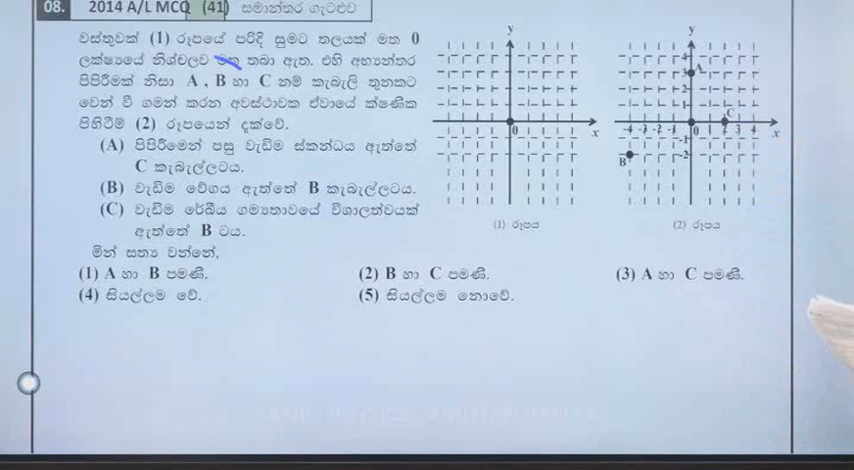 08. 2014 A/L MCQ (41) සමාන්තර ගැටළුව
වස්තුවක් (1) රූපයේ පරිදි සුමට තලයක් මත 0
ලක්ෂයයේ නිශ්චලව තබා ඇත. එහි අභ්‍යන්තර
පිපිරීමක් නිසා A , B හා C නම් කැබැලි තුනකට
වෙන් වී ගමන් කරන අවස්ථාවක ඒවායේ ක්ෂණික
පිහිටීම් (2) රූපයෙන් දැක්වේ.
(A) පිපිරීමෙන් පසු වැඩිම ස්කන්ධය ඇත්තේ
C කැබැල්ලටය.
(B) වැඩිම වේගය ඇත්තේ B කැබැල්ලටය.
(C) වැඩිම රේඛීය ගම්‍යතාවයේ විශාලත්වයක්
ඇත්තේ B ටය.
මින් සත්‍ය වන්නේ,
(1) A හා B පමණි. (2) B හා C පමණි. (3) A හා C පමණි.
(4) සියල්ලම වේ. (5) සියල්ලම නොවේ.
y
0
x
(1) රූපය
y
4
3 A
2
1
C
-4 -3 -2 -1 0 1 2 3 4 x
-1
B -2
(2) රූපය